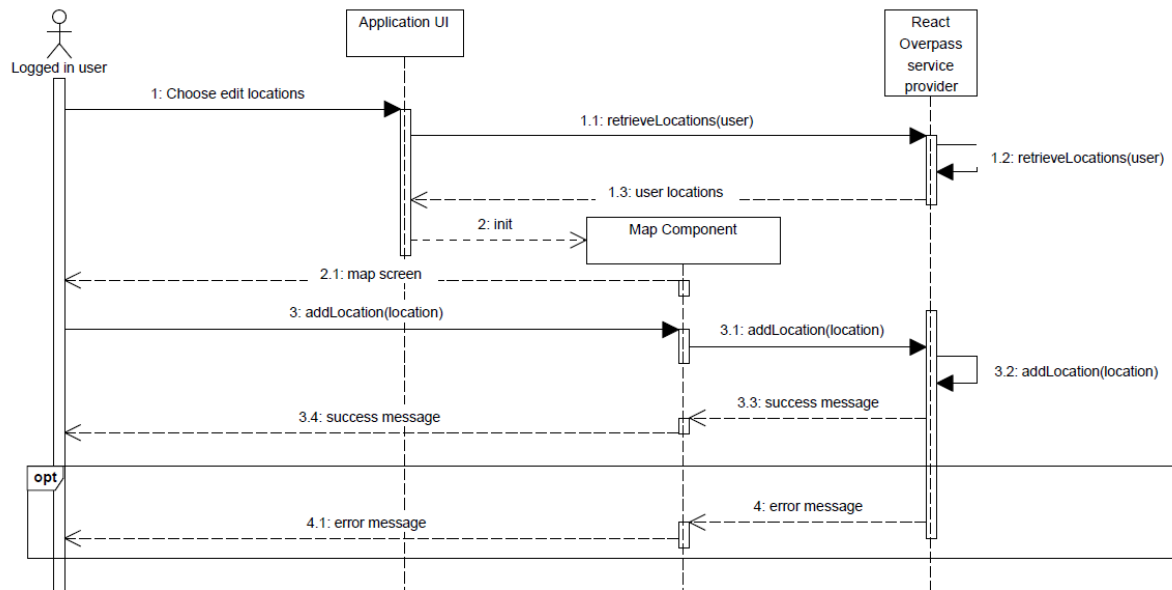 Application UI
React
Overpass
service
provider
Logged in user
1: Choose edit locations
1.1: retrieveLocations(user)
1.2: retrieveLocations(user)
1.3: user locations
2: init
Map Component
2.1: map screen
3: addLocation(location)
3.1: addLocation(location)
3.2: addLocation(location)
3.3: success message
3.4: success message
opt
4: error message
4.1: error message